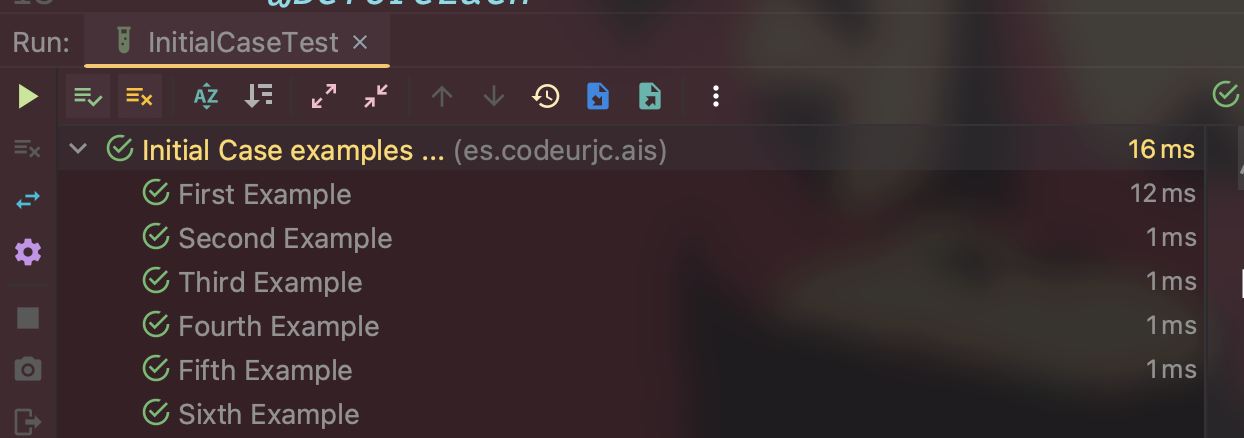 Run: InitialCaseTest ×
Initial Case examples ... (es.codeurjc.ais) 16 ms
First Example 12 ms
Second Example 1 ms
Third Example 1 ms
Fourth Example 1 ms
Fifth Example 1 ms
Sixth Example